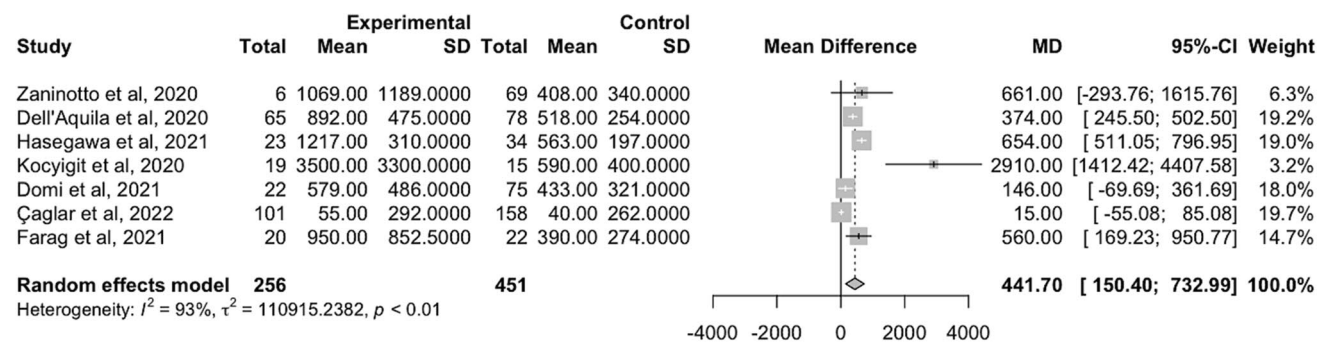 Experimental Control
Study Total Mean SD Total Mean SD Mean Difference MD 95%-CI Weight
Zaninotto et al, 2020 6 1069.00 1189.0000 69 408.00 340.0000 661.00 [-293.76; 1615.76] 6.3%
Dell'Aquila et al, 2020 65 892.00 475.0000 78 518.00 254.0000 374.00 [ 245.50; 502.50] 19.2%
Hasegawa et al, 2021 23 1217.00 310.0000 34 563.00 197.0000 654.00 [ 511.05; 796.95] 19.0%
Kocyigit et al, 2020 19 3500.00 3300.0000 15 590.00 400.0000 2910.00 [1412.42; 4407.58] 3.2%
Domi et al, 2021 22 579.00 486.0000 75 433.00 321.0000 146.00 [ -69.69; 361.69] 18.0%
Çaglar et al, 2022 101 55.00 292.0000 158 40.00 262.0000 15.00 [ -55.08; 85.08] 19.7%
Farag et al, 2021 20 950.00 852.5000 22 390.00 274.0000 560.00 [ 169.23; 950.77] 14.7%
Random effects model 256 451 441.70 [ 150.40; 732.99] 100.0%
Heterogeneity: I² = 93%, τ² = 110915.2382, p < 0.01
-4000 -2000 0 2000 4000